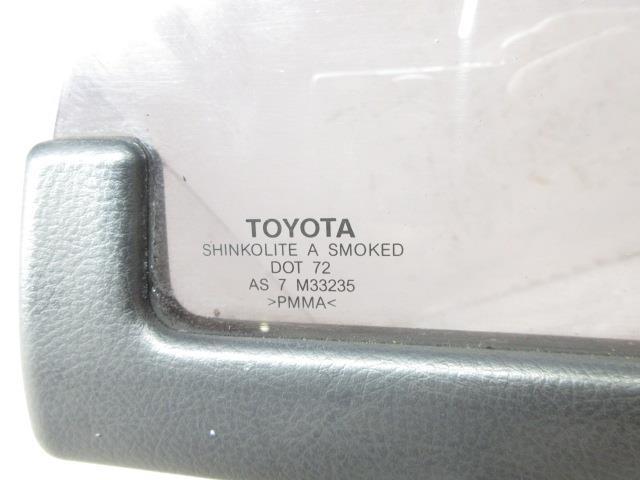 TOYOTA
SHINKOLITE A SMOKED
DOT 72
AS 7 M33235
>PMMA<